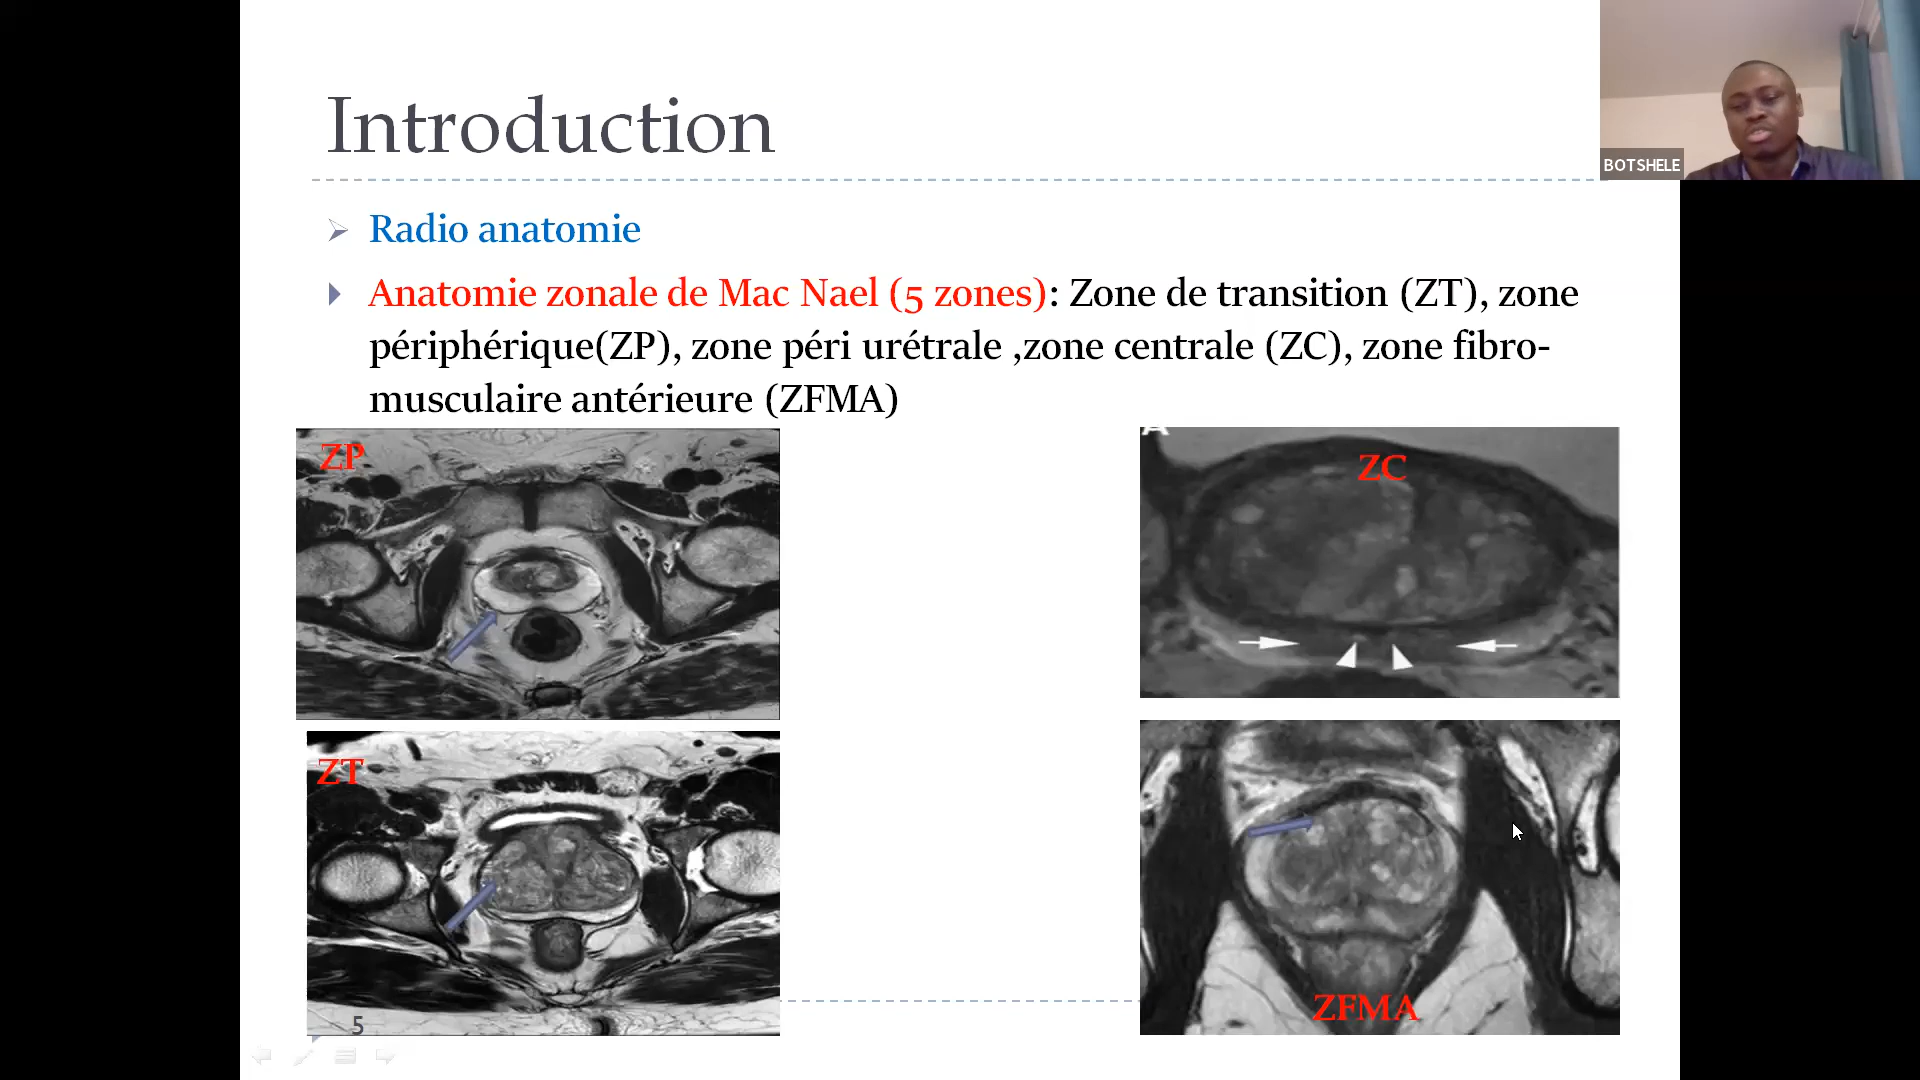 Introduction
BOTSHELE
Radio anatomie
Anatomie zonale de Mac Nael (5 zones): Zone de transition (ZT), zone
périphérique(ZP), zone péri urétrale ,zone centrale (ZC), zone fibro-
musculaire antérieure (ZFMA)
ZP
ZC
ZT
ZFMA
5